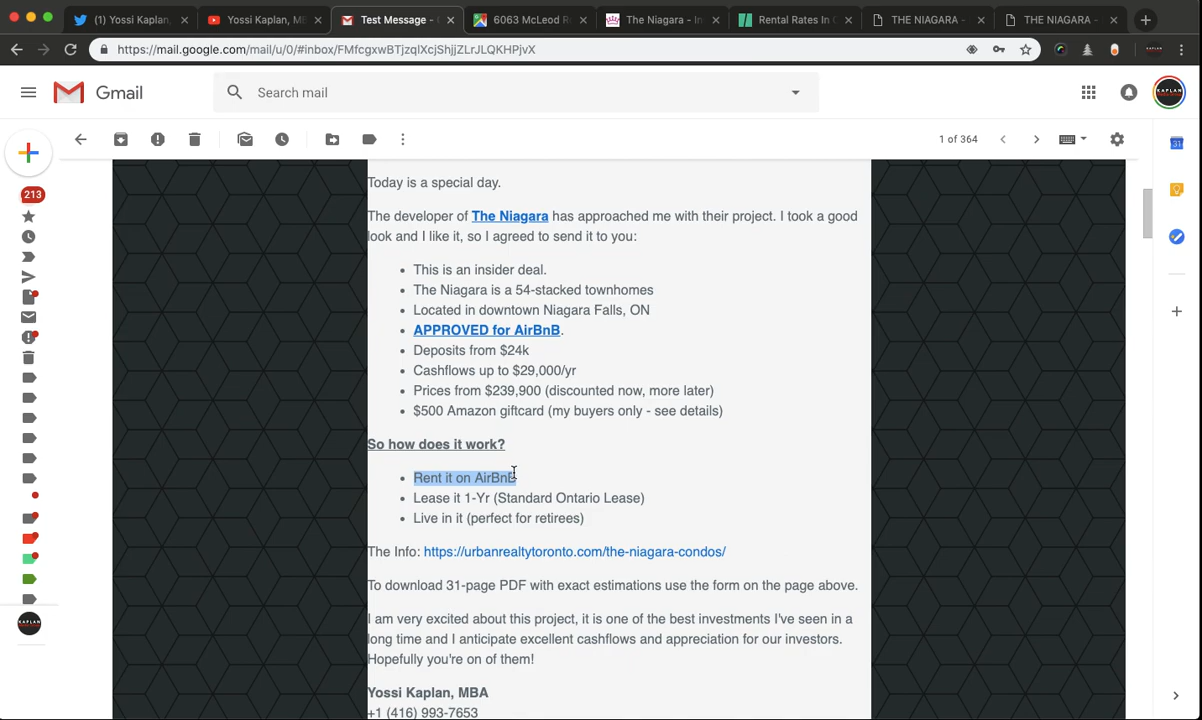 (1) Yossi Kaplan,
Yossi Kaplan, M
Test Message -
6063 McLeod R
The Niagara - In
Rental Rates In
THE NIAGARA -
THE NIAGARA -
https://mail.google.com/mail/u/0/#inbox/FMfcgxwBTjzqlXcjShjjZLrJLQKHPjvX
Gmail
Search mail
1 of 364
213
31
Today is a special day.
The developer of The Niagara has approached me with their project. I took a good
look and I like it, so I agreed to send it to you:
• This is an insider deal.
• The Niagara is a 54-stacked townhomes
• Located in downtown Niagara Falls, ON
• APPROVED for AirBnB.
• Deposits from $24k
• Cashflows up to $29,000/yr
• Prices from $239,900 (discounted now, more later)
• $500 Amazon giftcard (my buyers only - see details)
So how does it work?
• Rent it on AirBnB
• Lease it 1-Yr (Standard Ontario Lease)
• Live in it (perfect for retirees)
The Info: https://urbanrealtytoronto.com/the-niagara-condos/
To download 31-page PDF with exact estimations use the form on the page above.
I am very excited about this project, it is one of the best investments I've seen in a
long time and I anticipate excellent cashflows and appreciation for our investors.
Hopefully you're on of them!
Yossi Kaplan, MBA
+1 (416) 993-7653
KAPLAN
KAPLAN